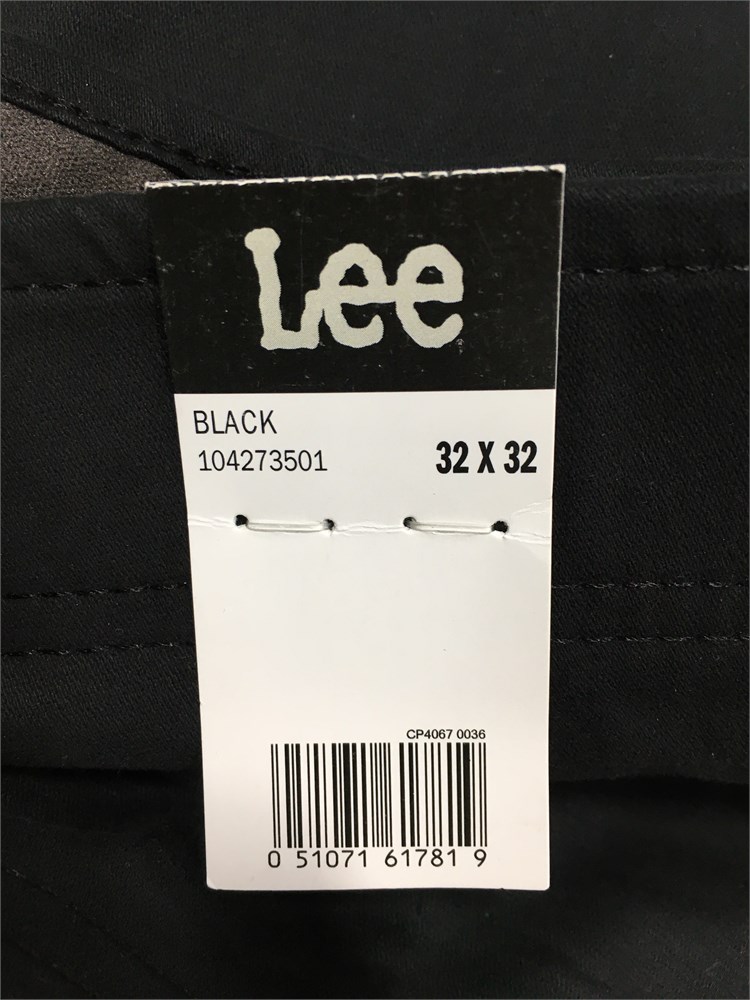 Lee
BLACK
104273501
32 X 32
CP4067 0036
0 51071 61781 9